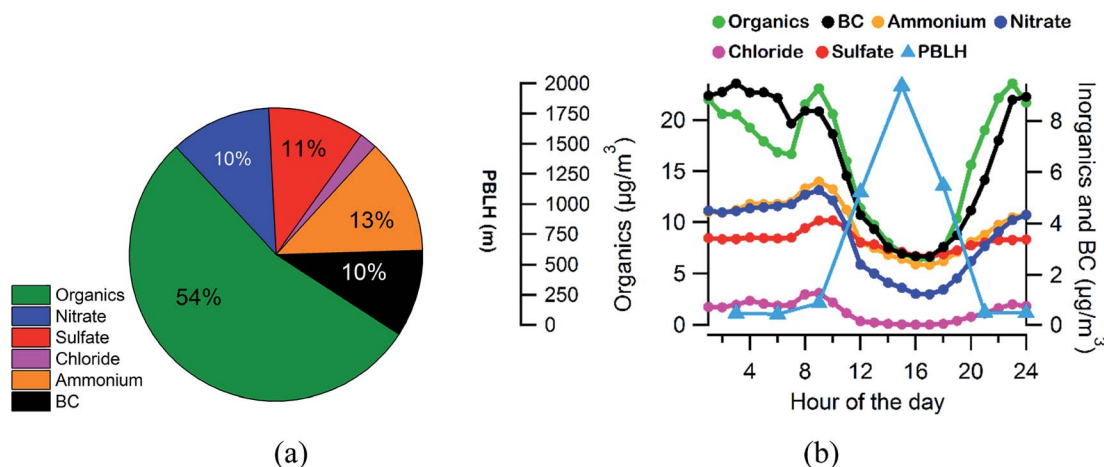 Organics
Nitrate
Sulfate
Chloride
Ammonium
BC
54%
10%
11%
13%
10%
(a)
Organics BC Ammonium Nitrate
Chloride Sulfate PBLH
PBLH (m)
2000
1750
1500
1250
1000
750
500
250
0
Organics (μg/m³)
20
15
10
5
0
Inorganics and BC (μg/m³)
8
6
4
2
0
4 8 12 16 20 24
Hour of the day
(b)